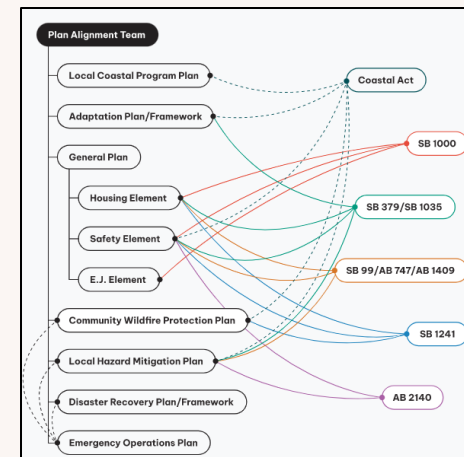 Plan Alignment Team
Local Coastal Program Plan
Coastal Act
Adaptation Plan/Framework
SB 1000
General Plan
Housing Element
SB 379/SB 1035
Safety Element
SB 99/AB 747/AB 1409
E.J. Element
Community Wildfire Protection Plan
SB 1241
Local Hazard Mitigation Plan
AB 2140
Disaster Recovery Plan/Framework
Emergency Operations Plan